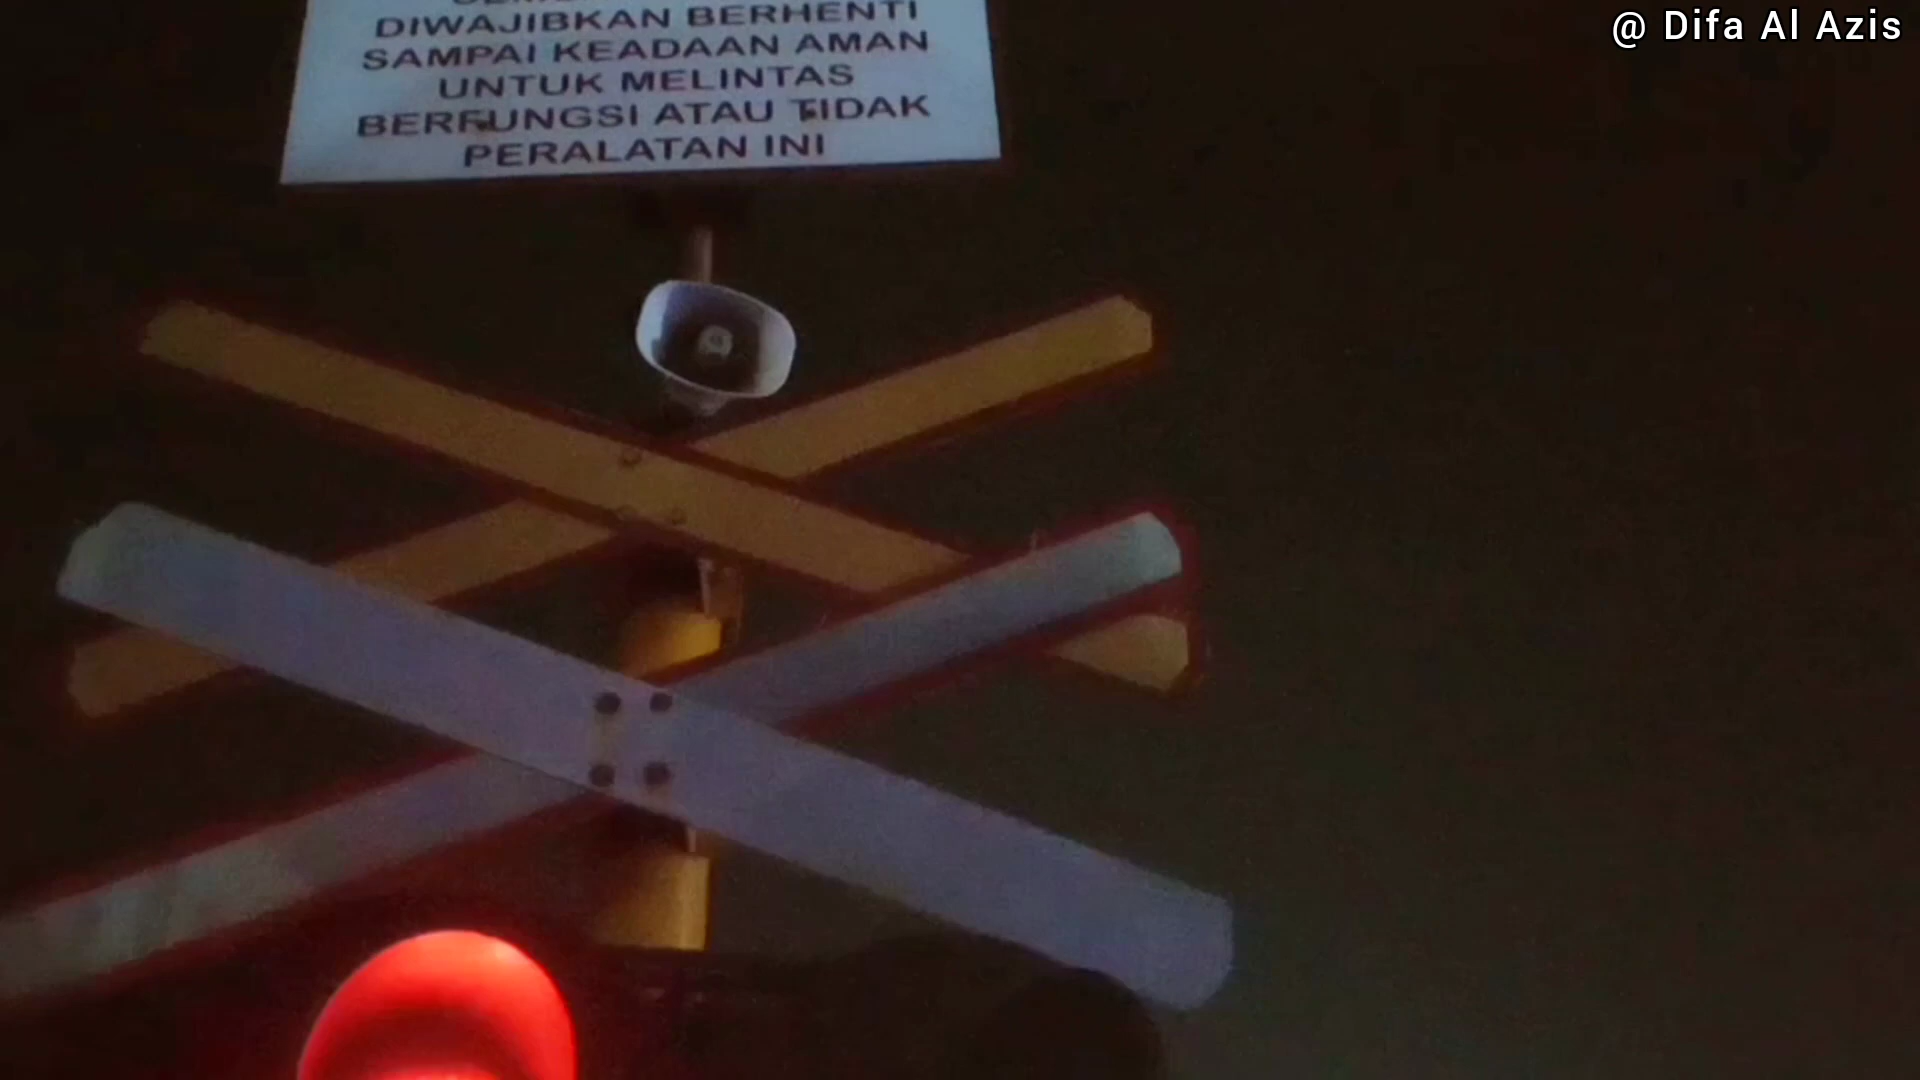 @ Difa Al Azis
DIWAJIBKAN BERHENTI
SAMPAI KEADAAN AMAN
UNTUK MELINTAS
BERFUNGSI ATAU TIDAK
PERALATAN INI